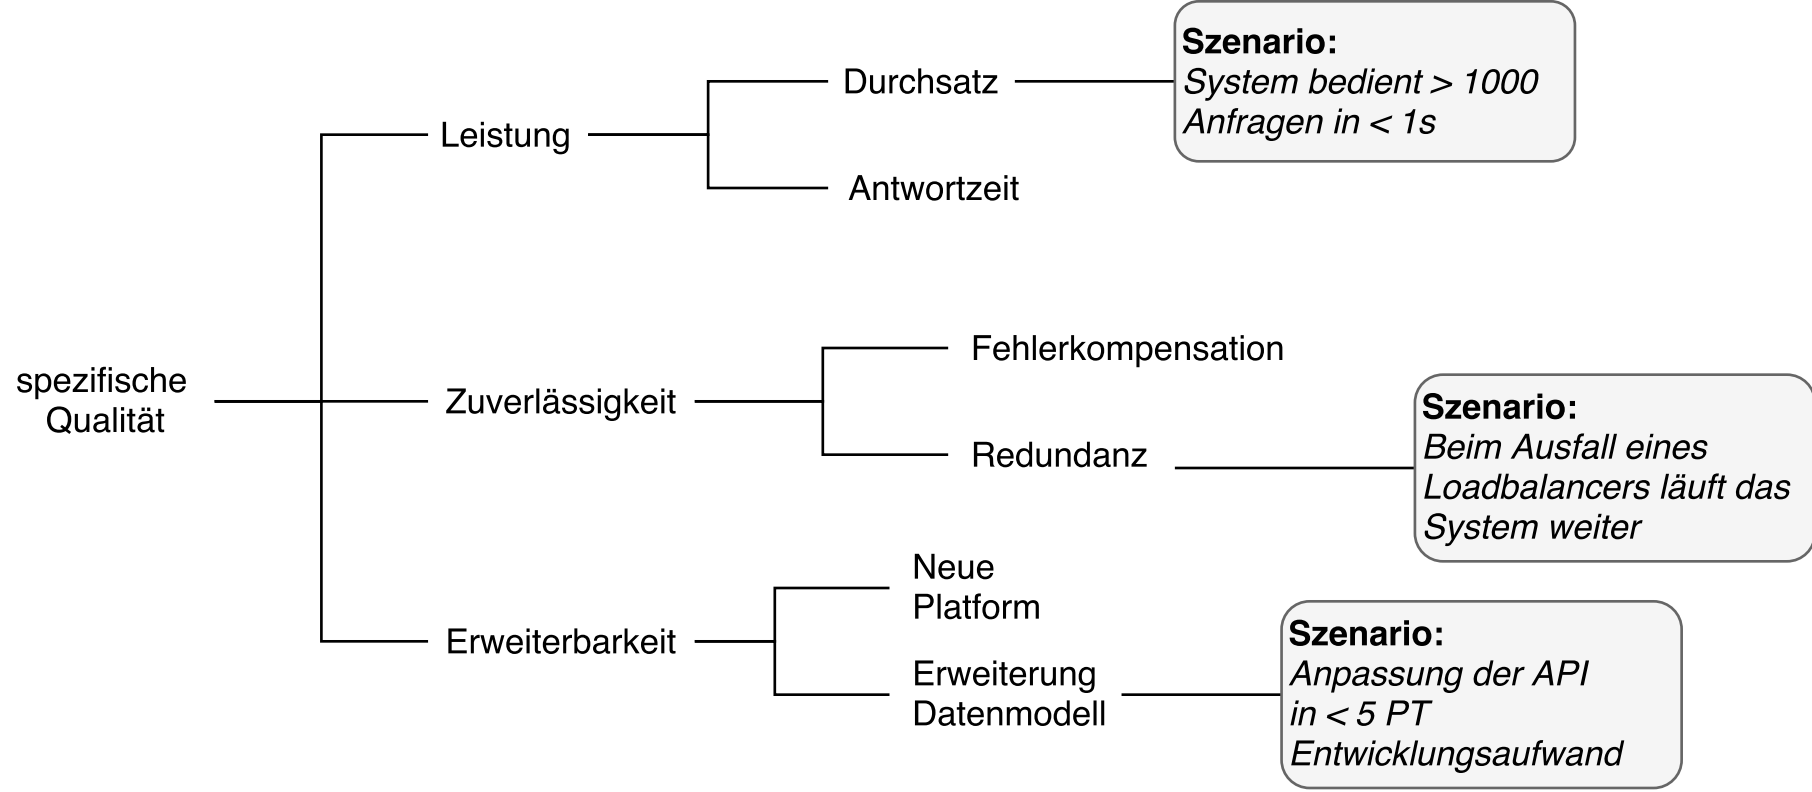 Szenario:
System bedient > 1000
Anfragen in < 1s
Durchsatz
Leistung
Antwortzeit
spezifische
Qualität
Zuverlässigkeit
Fehlerkompensation
Redundanz
Szenario:
Beim Ausfall eines
Loadbalancers läuft das
System weiter
Erweiterbarkeit
Neue
Platform
Erweiterung
Datenmodell
Szenario:
Anpassung der API
in < 5 PT
Entwicklungsaufwand